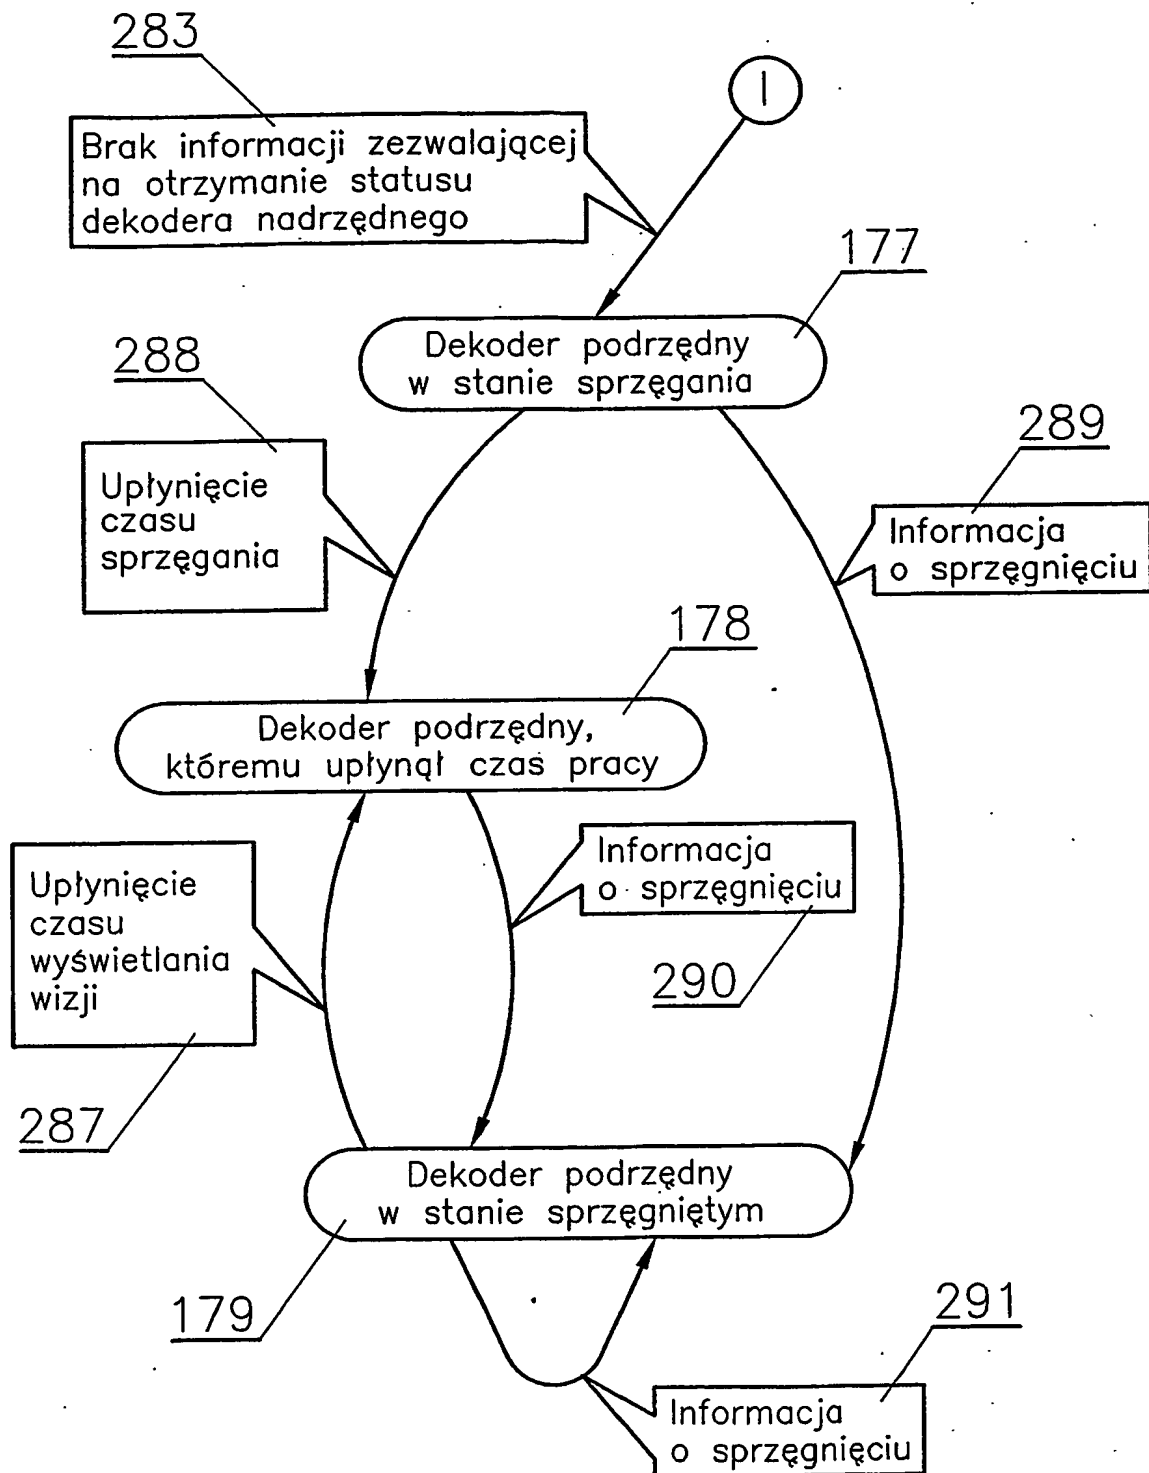 283
I
Brak informacji zezwalającej
na otrzymanie statusu
dekodera nadrzędnego
177
Dekoder podrzędny
w stanie sprzęgania
288
Upłynięcie
czasu
sprzęgania
289
Informacja
o sprzęgnięciu
178
Dekoder podrzędny,
któremu upłynął czas pracy
Upłynięcie
czasu
wyświetlania
wizji
287
Informacja
o sprzęgnięciu
290
Dekoder podrzędny
w stanie sprzęgniętym
179
291
Informacja
o sprzęgnięciu